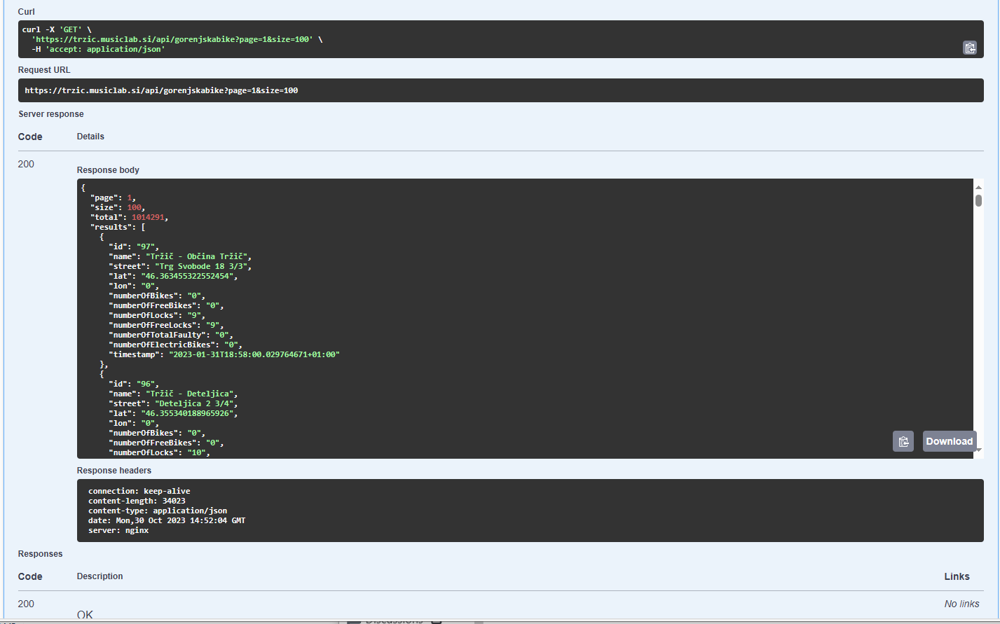 Curl
curl -X 'GET' \
  'https://trzic.musiclab.si/api/gorenjskabike?page=1&size=100' \
  -H 'accept: application/json'
Request URL
https://trzic.musiclab.si/api/gorenjskabike?page=1&size=100
Server response
Code Details
200
Response body
{
  "page": 1,
  "size": 100,
  "total": 1014291,
  "results": [
    {
      "id": "97",
      "name": "Tržič - Občina Tržič",
      "street": "Trg Svobode 18 3/3",
      "lat": "46.363455322552454",
      "lon": "0",
      "numberOfBikes": "0",
      "numberOfFreeBikes": "0",
      "numberOfLocks": "9",
      "numberOfFreeLocks": "9",
      "numberOfTotalFaulty": "0",
      "numberOfElectricBikes": "0",
      "timestamp": "2023-01-31T18:58:00.029764671+01:00"
    },
    {
      "id": "96",
      "name": "Tržič - Deteljica",
      "street": "Deteljica 2 3/4",
      "lat": "46.355340188965926",
      "lon": "0",
      "numberOfBikes": "0",
      "numberOfFreeBikes": "0",
      "numberOfLocks": "10",
Download
Response headers
connection: keep-alive
content-length: 34023
content-type: application/json
date: Mon,30 Oct 2023 14:52:04 GMT
server: nginx
Responses
Code Description Links
200 No links
OK
Discussions